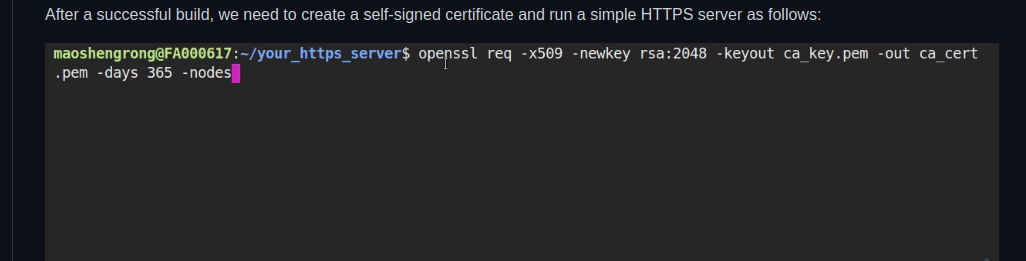 After a successful build, we need to create a self-signed certificate and run a simple HTTPS server as follows:
maoshengrong@FA000617:~/your_https_server$ openssl req -x509 -newkey rsa:2048 -keyout ca_key.pem -out ca_cert
.pem -days 365 -nodes